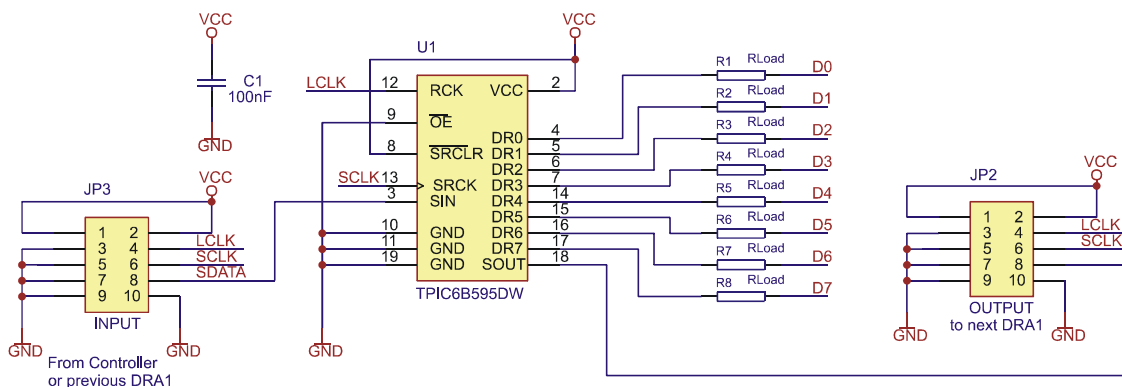 VCC
C1
100nF
GND
JP3
VCC
1 2
3 4 LCLK
5 6 SCLK
7 8 SDATA
9 10
INPUT
GND
GND
From Controller
or previous DRA1
U1
VCC
LCLK 12 RCK VCC 2
9 OE
8 SRCLR
SCLK 13 SRCK
3 SIN
10 GND
11 GND
19 GND
DR0 4
DR1 5
DR2 6
DR3 7
DR4 14
DR5 15
DR6 16
DR7 17
SOUT 18
TPIC6B595DW
GND
R1 RLoad D0
R2 RLoad D1
R3 RLoad D2
R4 RLoad D3
R5 RLoad D4
R6 RLoad D5
R7 RLoad D6
R8 RLoad D7
JP2
VCC
1 2
3 4 LCLK
5 6 SCLK
7 8
9 10
OUTPUT
to next DRA1
GND
GND